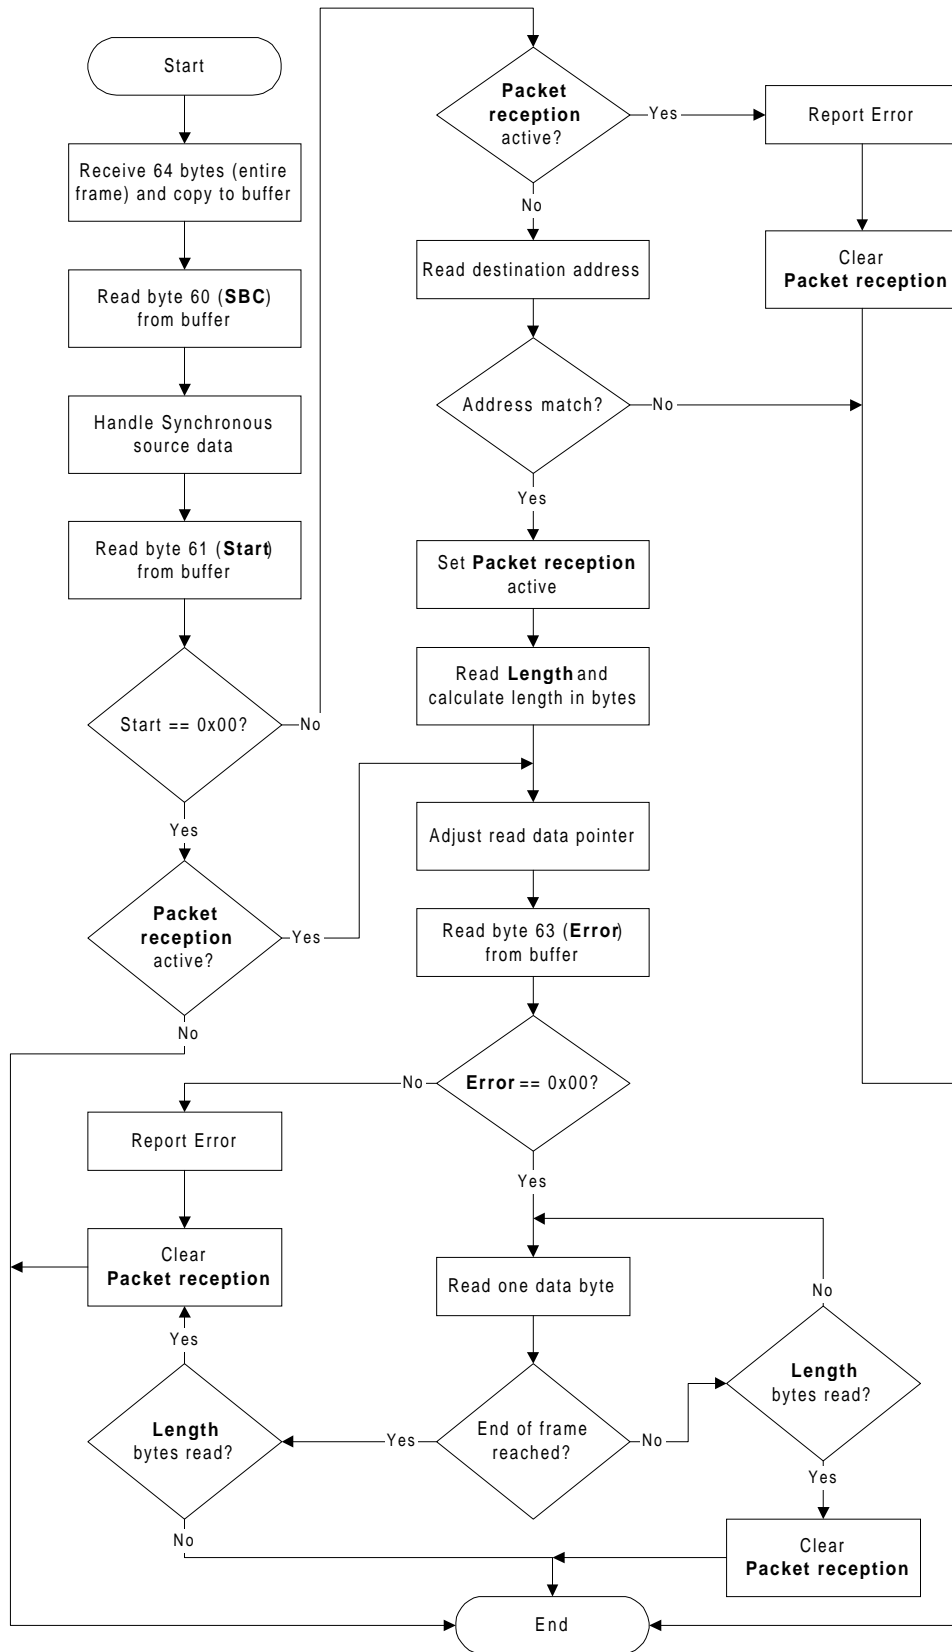 Start
Receive 64 bytes (entire
frame) and copy to buffer
Read byte 60 (SBC)
from buffer
Handle Synchronous
source data
Read byte 61 (Start)
from buffer
Start == 0x00?
No
Yes
Packet
reception
active?
Yes
No
Packet
reception
active?
Yes
Report Error
Clear
Packet reception
No
Read destination address
Address match?
No
Yes
Set Packet reception
active
Read Length and
calculate length in bytes
Adjust read data pointer
Read byte 63 (Error)
from buffer
Error == 0x00?
No
Report Error
Clear
Packet reception
Yes
Read one data byte
End of frame
reached?
Yes
Length
bytes read?
Yes
No
No
Length
bytes read?
No
Yes
Clear
Packet reception
End